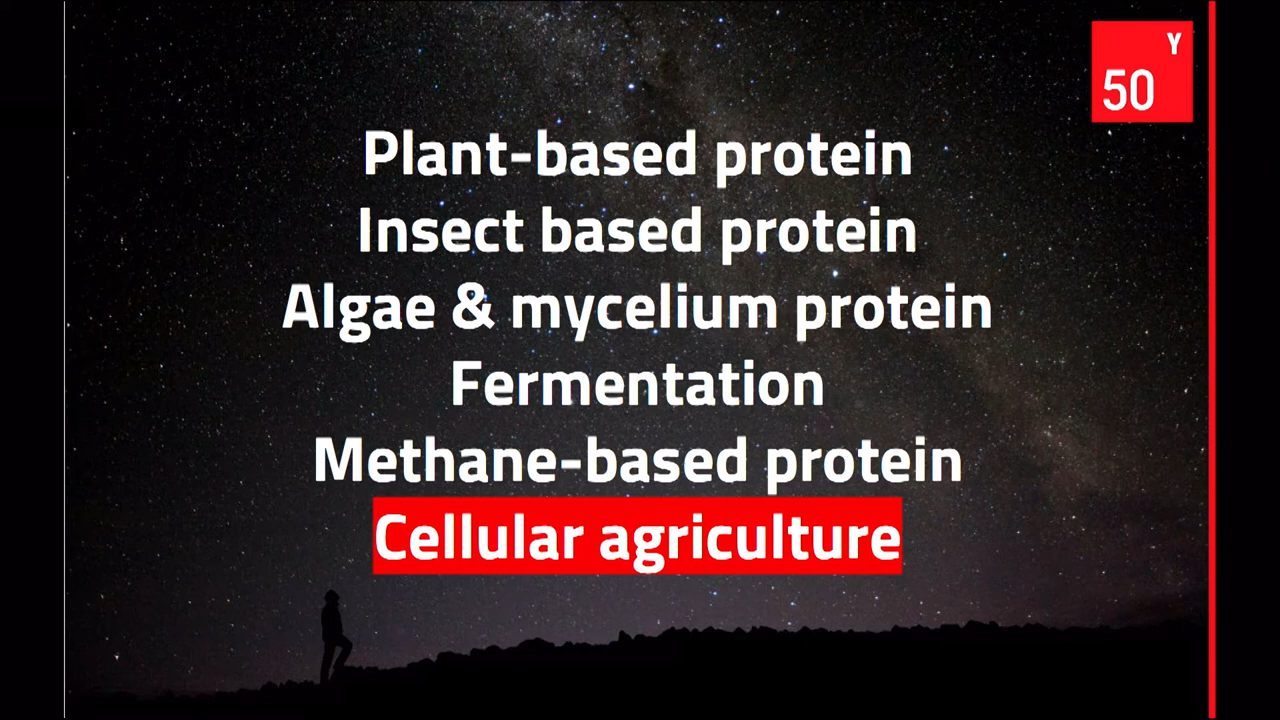 Y
50
Plant-based protein
Insect based protein
Algae & mycelium protein
Fermentation
Methane-based protein
Cellular agriculture